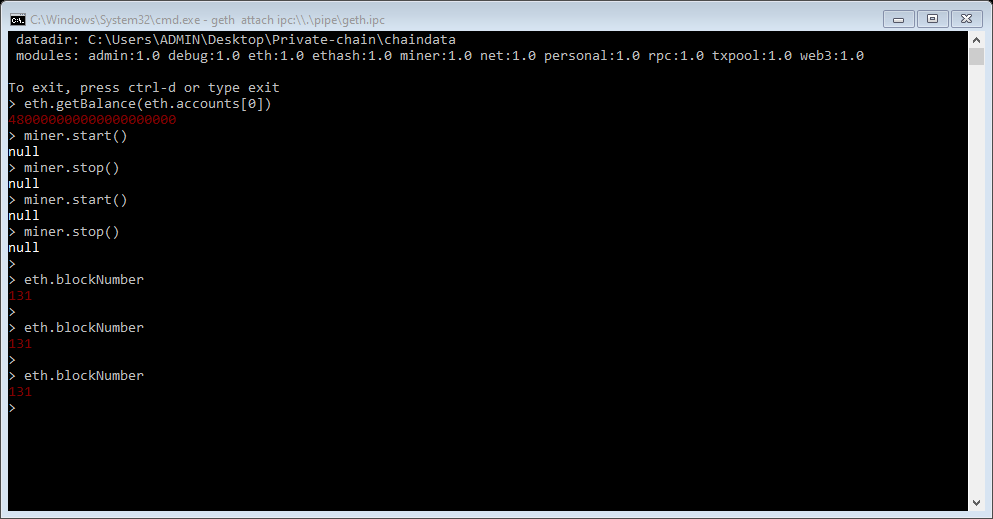 C:\Windows\System32\cmd.exe - geth  attach ipc:\\.\pipe\geth.ipc
datadir: C:\Users\ADMIN\Desktop\Private-chain\chaindata
modules: admin:1.0 debug:1.0 eth:1.0 ethash:1.0 miner:1.0 net:1.0 personal:1.0 rpc:1.0 txpool:1.0 web3:1.0
To exit, press ctrl-d or type exit
> eth.getBalance(eth.accounts[0])
480000000000000000000
> miner.start()
null
> miner.stop()
null
> miner.start()
null
> miner.stop()
null
>
> eth.blockNumber
131
>
> eth.blockNumber
131
>
> eth.blockNumber
131
>